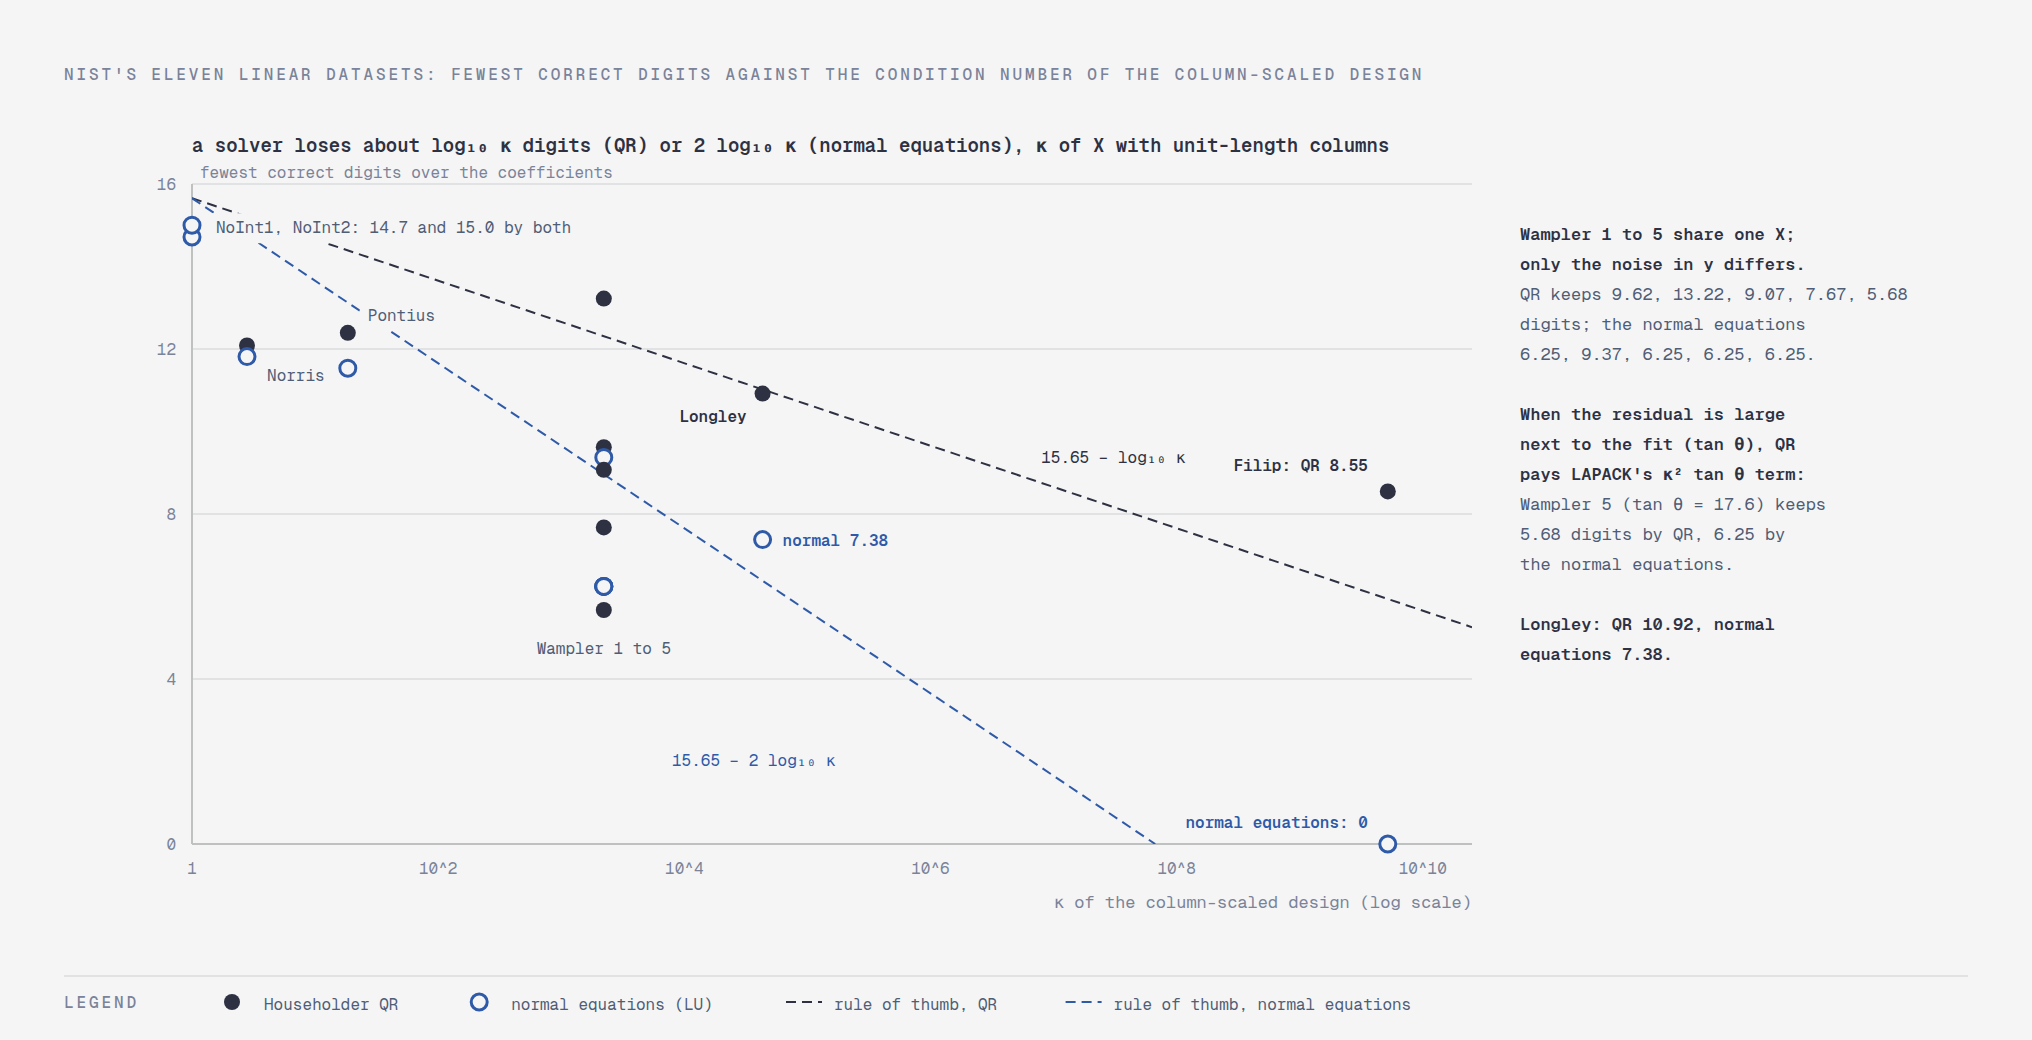 NIST'S ELEVEN LINEAR DATASETS: FEWEST CORRECT DIGITS AGAINST THE CONDITION NUMBER OF THE COLUMN-SCALED DESIGN
a solver loses about log₁₀ κ digits (QR) or 2 log₁₀ κ (normal equations), κ of X with unit-length columns
fewest correct digits over the coefficients
16
NoInt1, NoInt2: 14.7 and 15.0 by both
Pontius
12
Norris
Longley
15.65 − log₁₀ κ
Filip: QR 8.55
8
normal 7.38
Wampler 1 to 5
4
15.65 − 2 log₁₀ κ
normal equations: 0
0
1
10^2
10^4
10^6
10^8
10^10
κ of the column-scaled design (log scale)
Wampler 1 to 5 share one X;
only the noise in y differs.
QR keeps 9.62, 13.22, 9.07, 7.67, 5.68
digits; the normal equations
6.25, 9.37, 6.25, 6.25, 6.25.
When the residual is large
next to the fit (tan θ), QR
pays LAPACK's κ² tan θ term:
Wampler 5 (tan θ = 17.6) keeps
5.68 digits by QR, 6.25 by
the normal equations.
Longley: QR 10.92, normal
equations 7.38.
LEGEND
Householder QR
normal equations (LU)
rule of thumb, QR
rule of thumb, normal equations